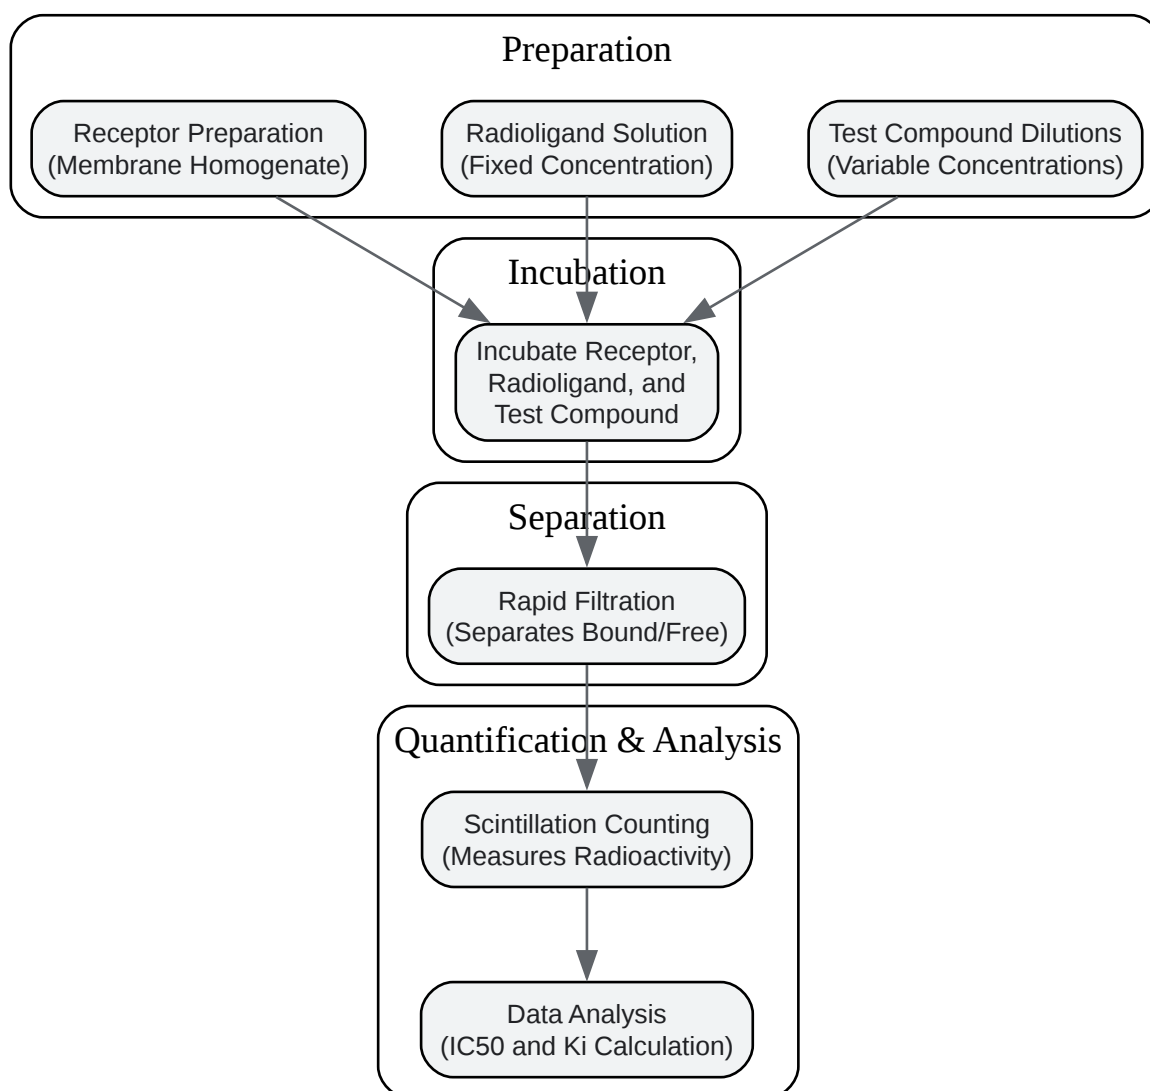 Preparation
Receptor Preparation
(Membrane Homogenate)
Radioligand Solution
(Fixed Concentration)
Test Compound Dilutions
(Variable Concentrations)
Incubation
Incubate Receptor,
Radioligand, and
Test Compound
Separation
Rapid Filtration
(Separates Bound/Free)
Quantification & Analysis
Scintillation Counting
(Measures Radioactivity)
Data Analysis
(IC50 and Ki Calculation)